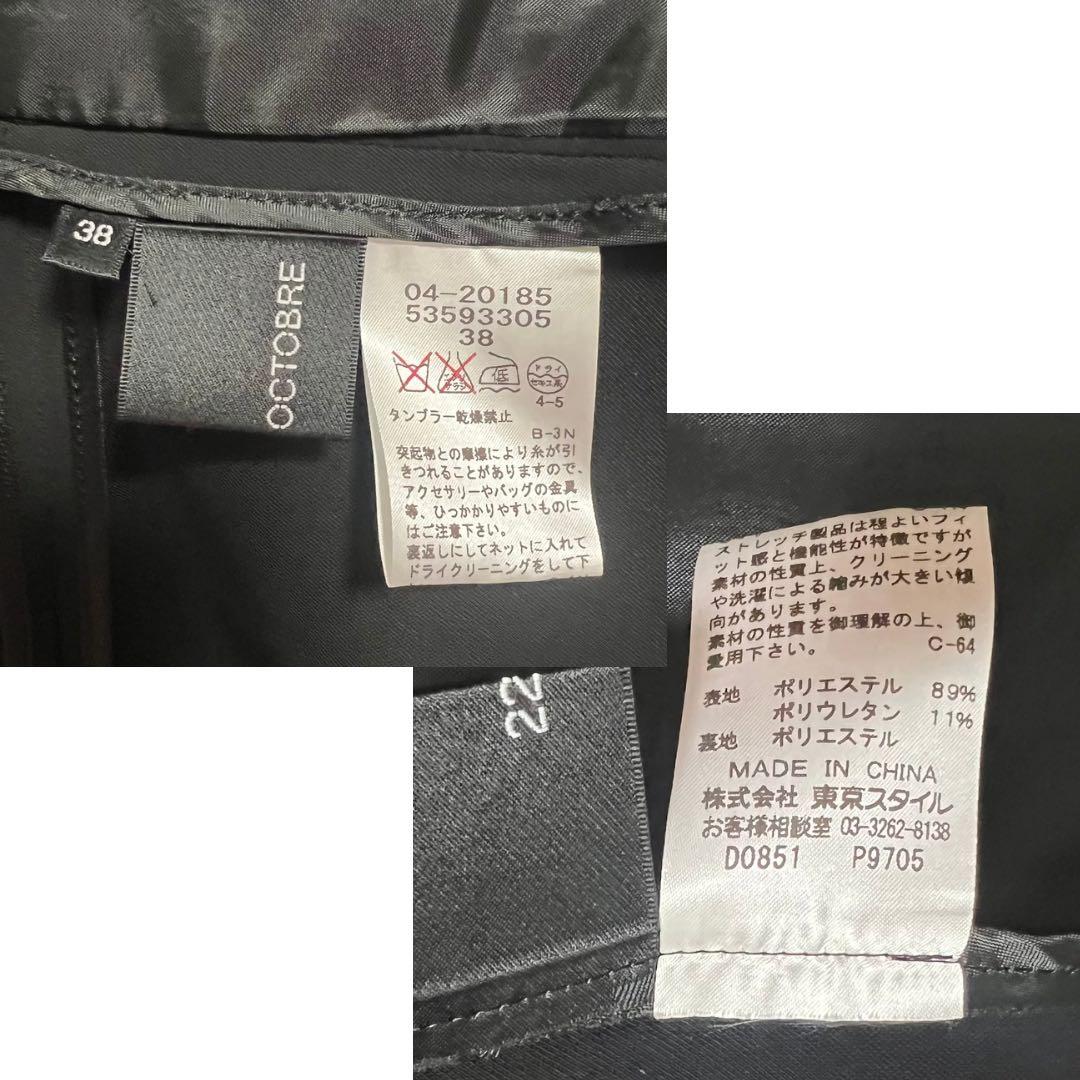 38
OCTOBRE
04-20185
53593305
38
低
ドライ
セキユ系
4-5
タンブラー乾燥禁止
B-3N
突起物との摩擦により糸が引
きつれることがありますので、
アクセサリーやバッグの金具
等、ひっかかりやすいものに
はご注意下さい。
裏返しにしてネットに入れて
ドライクリーニングをして下
22
ストレッチ製品は程よいフィ
ット感と機能性が特徴ですが
素材の性質上、クリーニング
や洗濯による縮みが大きい傾
向があります。
素材の性質を御理解の上、御
愛用下さい。 C-64
表地 ポリエステル 89%
ポリウレタン 11%
裏地 ポリエステル
MADE IN CHINA
株式会社 東京スタイル
お客様相談室 03-3262-8138
D0851 P9705